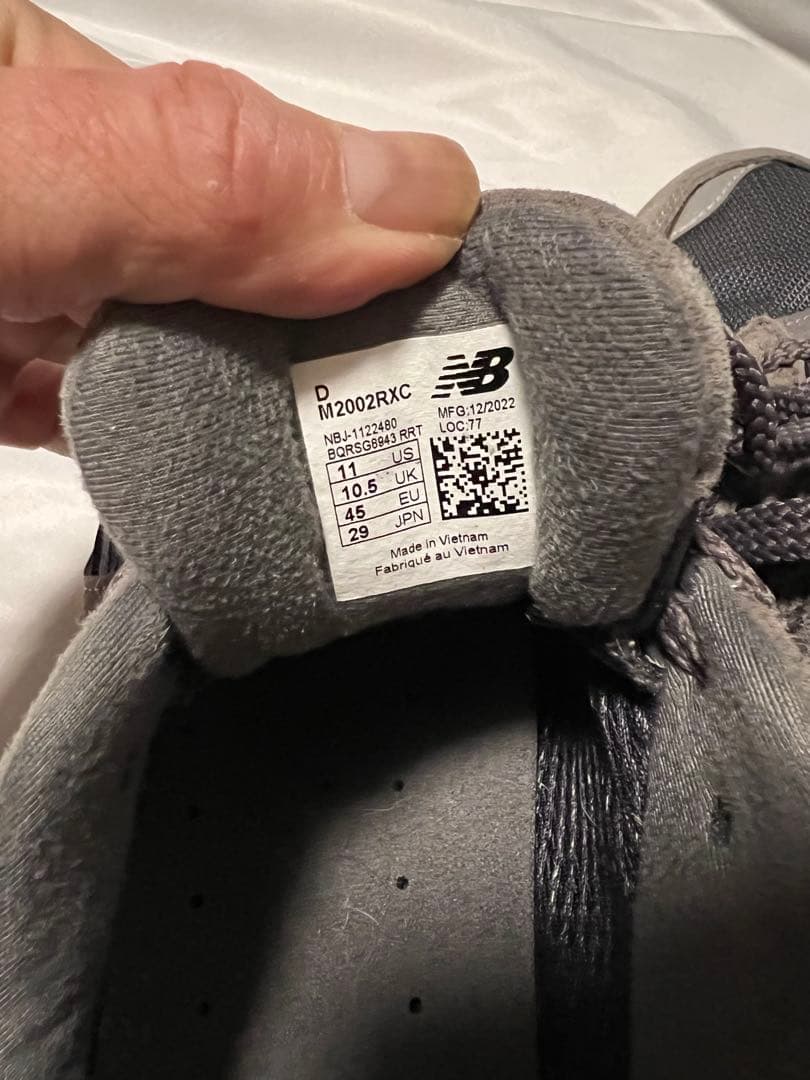 D
M2002RXC
NB
NBJ-1122480
BQRSG6943 RRT
MFG:12/2022
LOC:77
11 US
10.5 UK
45 EU
29 JPN
Made in Vietnam
Fabriqué au Vietnam